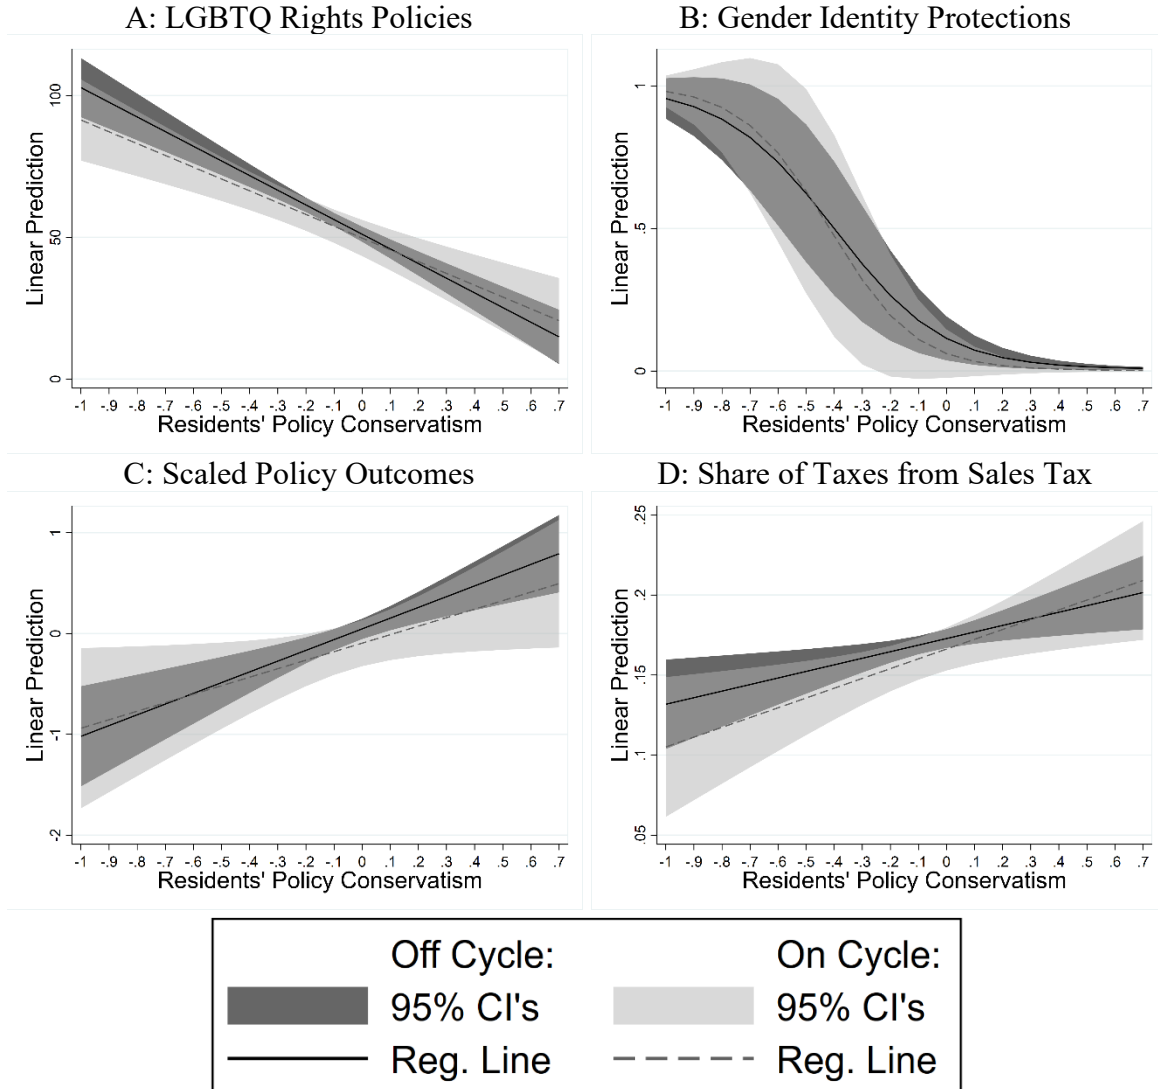 A: LGBTQ Rights Policies
Linear Prediction
100
50
0
-1 -.9 -.8 -.7 -.6 -.5 -.4 -.3 -.2 -.1 0 .1 .2 .3 .4 .5 .6 .7
Residents' Policy Conservatism
B: Gender Identity Protections
Linear Prediction
1
.5
0
-1 -.9 -.8 -.7 -.6 -.5 -.4 -.3 -.2 -.1 0 .1 .2 .3 .4 .5 .6 .7
Residents' Policy Conservatism
C: Scaled Policy Outcomes
Linear Prediction
1
0
-1
-2
-1 -.9 -.8 -.7 -.6 -.5 -.4 -.3 -.2 -.1 0 .1 .2 .3 .4 .5 .6 .7
Residents' Policy Conservatism
D: Share of Taxes from Sales Tax
Linear Prediction
.25
.2
.15
.1
.05
-1 -.9 -.8 -.7 -.6 -.5 -.4 -.3 -.2 -.1 0 .1 .2 .3 .4 .5 .6 .7
Residents' Policy Conservatism
Off Cycle:
95% CI's
Reg. Line
On Cycle:
95% CI's
Reg. Line